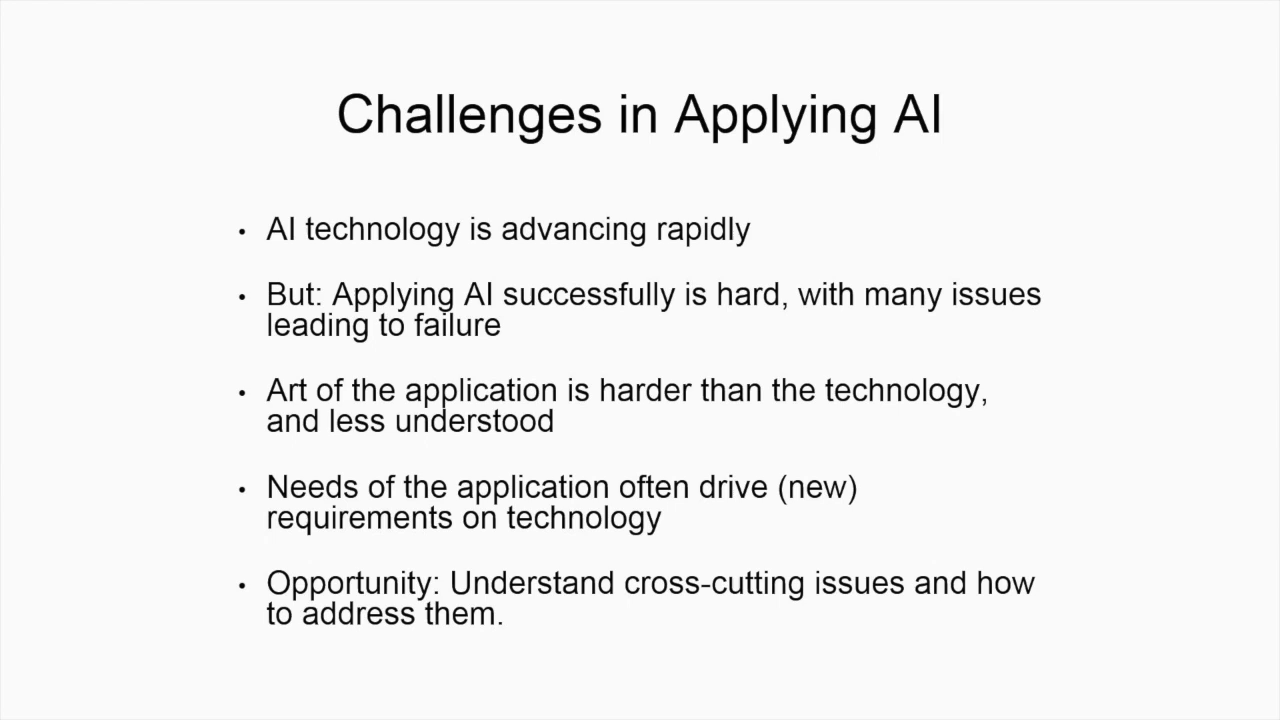 Challenges in Applying AI
• AI technology is advancing rapidly
• But: Applying AI successfully is hard, with many issues
leading to failure
• Art of the application is harder than the technology,
and less understood
• Needs of the application often drive (new)
requirements on technology
• Opportunity: Understand cross-cutting issues and how
to address them.